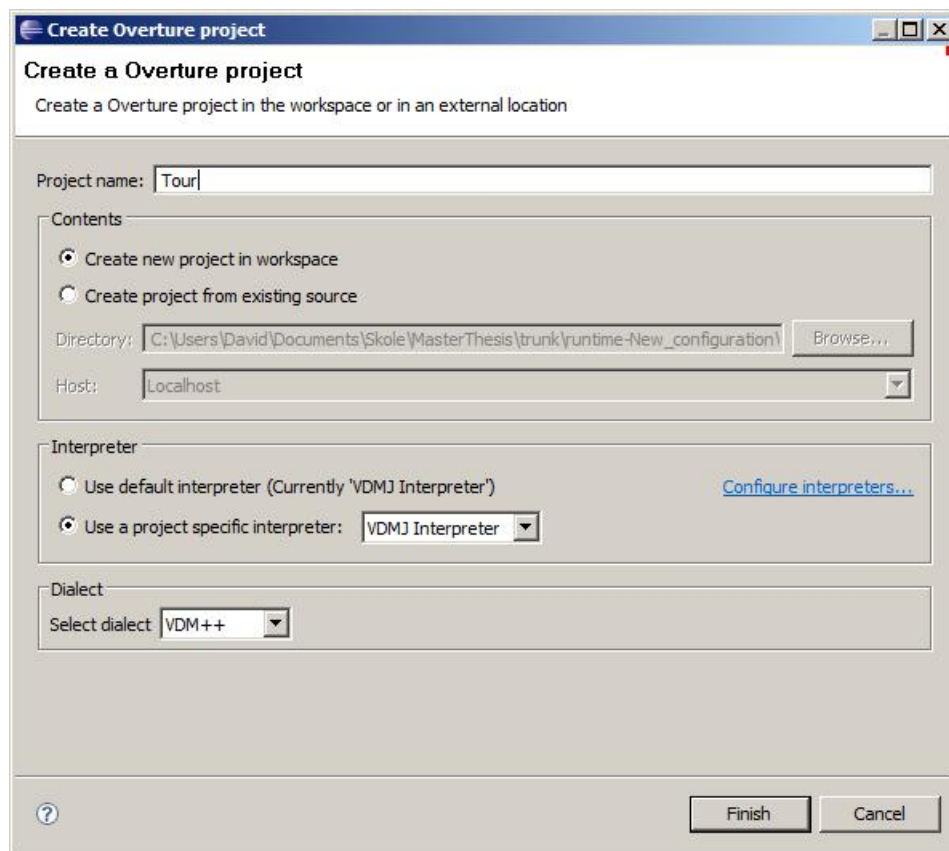 Create Overture project
Create a Overture project
Create a Overture project in the workspace or in an external location
Project name: Tour
Contents
Create new project in workspace
Create project from existing source
Directory: C:\Users\David\Documents\Skole\MasterThesis\trunk\runtime-New_configuration\ Browse...
Host: Localhost
Interpreter
Use default interpreter (Currently 'VDMJ Interpreter') Configure interpreters...
Use a project specific interpreter: VDMJ Interpreter
Dialect
Select dialect VDM++
? Finish Cancel